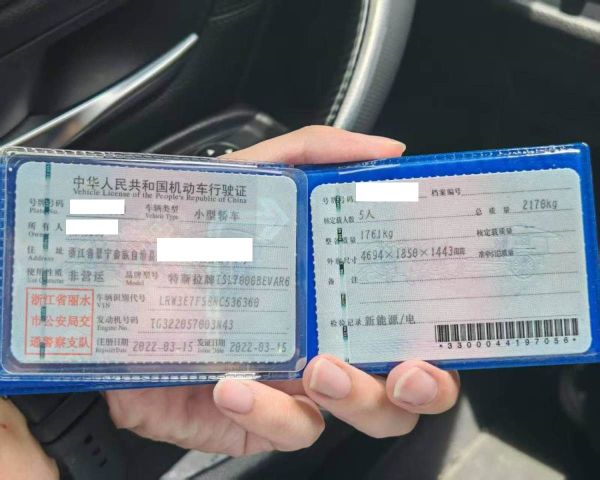 中华人民共和国机动车行驶证
Vehicle License of the People's Republic of China
号牌号码 车辆类型 小型轿车
Plate No. Vehicle Type
所有人
Owner
住址 浙江省景宁畲族自治县
使用性质 非营运 品牌型号 特斯拉牌TSL7000BEVAR6
Use Character Model
浙江省丽水
市公安局交
通警察支队
车辆识别代号 LRW3E7FS8NC536360
VIN
发动机号码 TG322057003N43
Engine No.
注册日期 2022-03-15 发证日期 2022-03-15
Register Date Issue Date
号牌号码 档案编号
核定载人数 5人 总质量 2178kg
整备质量 1761kg 核定载质量
外廓尺寸 4694×1850×1443mm 准牵引总质量
备注
检验记录 新能源/电
*3300044197056*